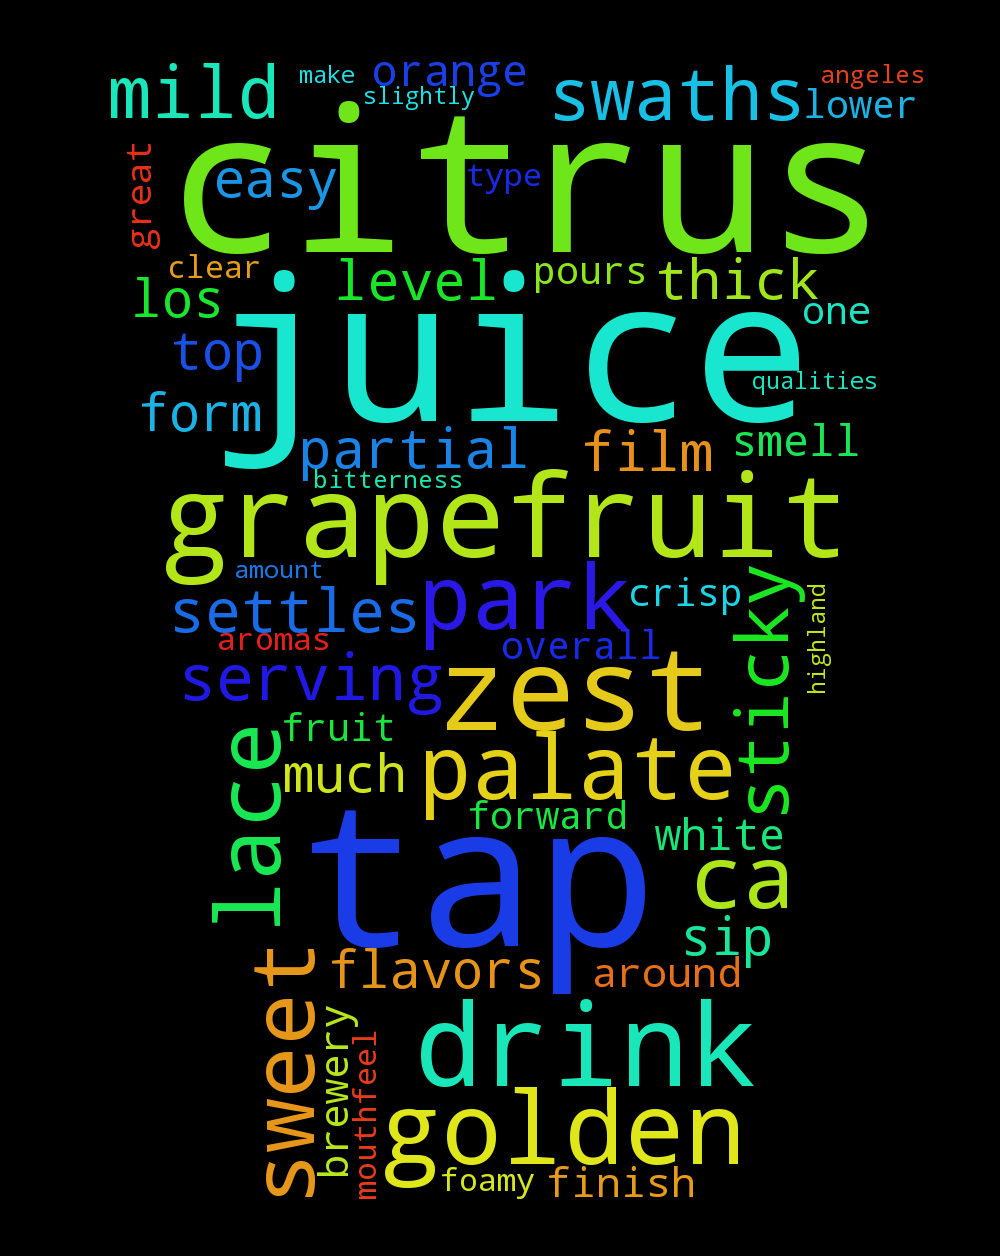 mild
make
orange
slightly
swaths
angeles
lower
great
easy
citrus
type
clear
los
level
pours
thick
one
top
juice
qualities
form
partial
film
smell
bitterness
grapefruit
amount
settles
park
crisp
sticky
highland
aromas
overall
serving
zest
fruit
much
palate
lace
forward
white
tap
ca
sip
sweet
flavors
around
drink
brewery
mouthfeel
golden
foamy
finish